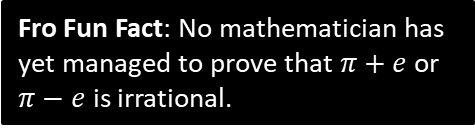 Fro Fun Fact: No mathematician has
yet managed to prove that π + e or
π − e is irrational.